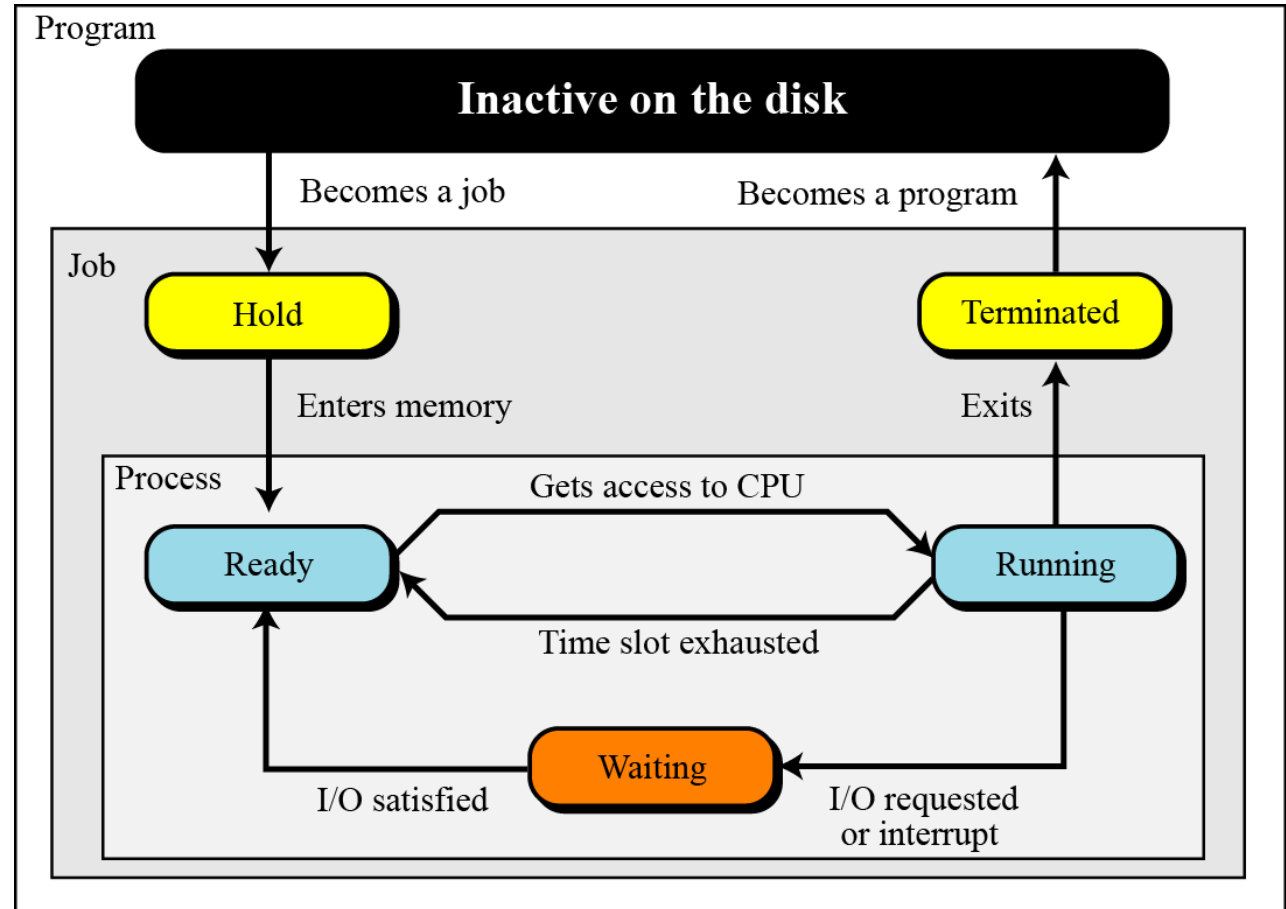 Program
Inactive on the disk
Becomes a job
Becomes a program
Job
Hold
Terminated
Enters memory
Exits
Process
Gets access to CPU
Ready
Running
Time slot exhausted
Waiting
I/O satisfied
I/O requested
or interrupt